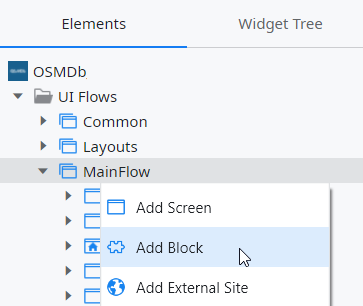 Elements
Widget Tree
OSMDb
UI Flows
Common
Layouts
MainFlow
Add Screen
Add Block
Add External Site